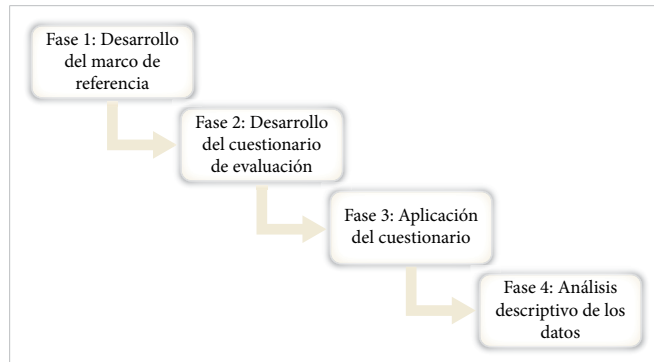 Fase 1: Desarrollo
del marco de
referencia
Fase 2: Desarrollo
del cuestionario
de evaluación
Fase 3: Aplicación
del cuestionario
Fase 4: Análisis
descriptivo de los
datos